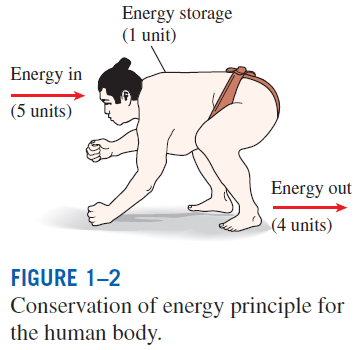 Energy storage
(1 unit)
Energy in
(5 units)
Energy out
(4 units)
FIGURE 1–2
Conservation of energy principle for
the human body.